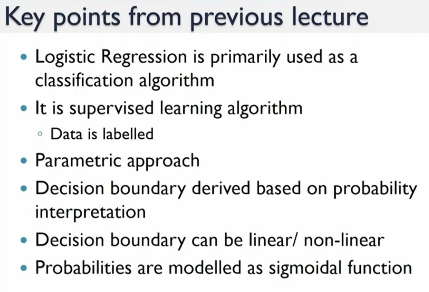 Key points from previous lecture
• Logistic Regression is primarily used as a
classification algorithm
• It is supervised learning algorithm
◦ Data is labelled
• Parametric approach
• Decision boundary derived based on probability
interpretation
• Decision boundary can be linear/ non-linear
• Probabilities are modelled as sigmoidal function